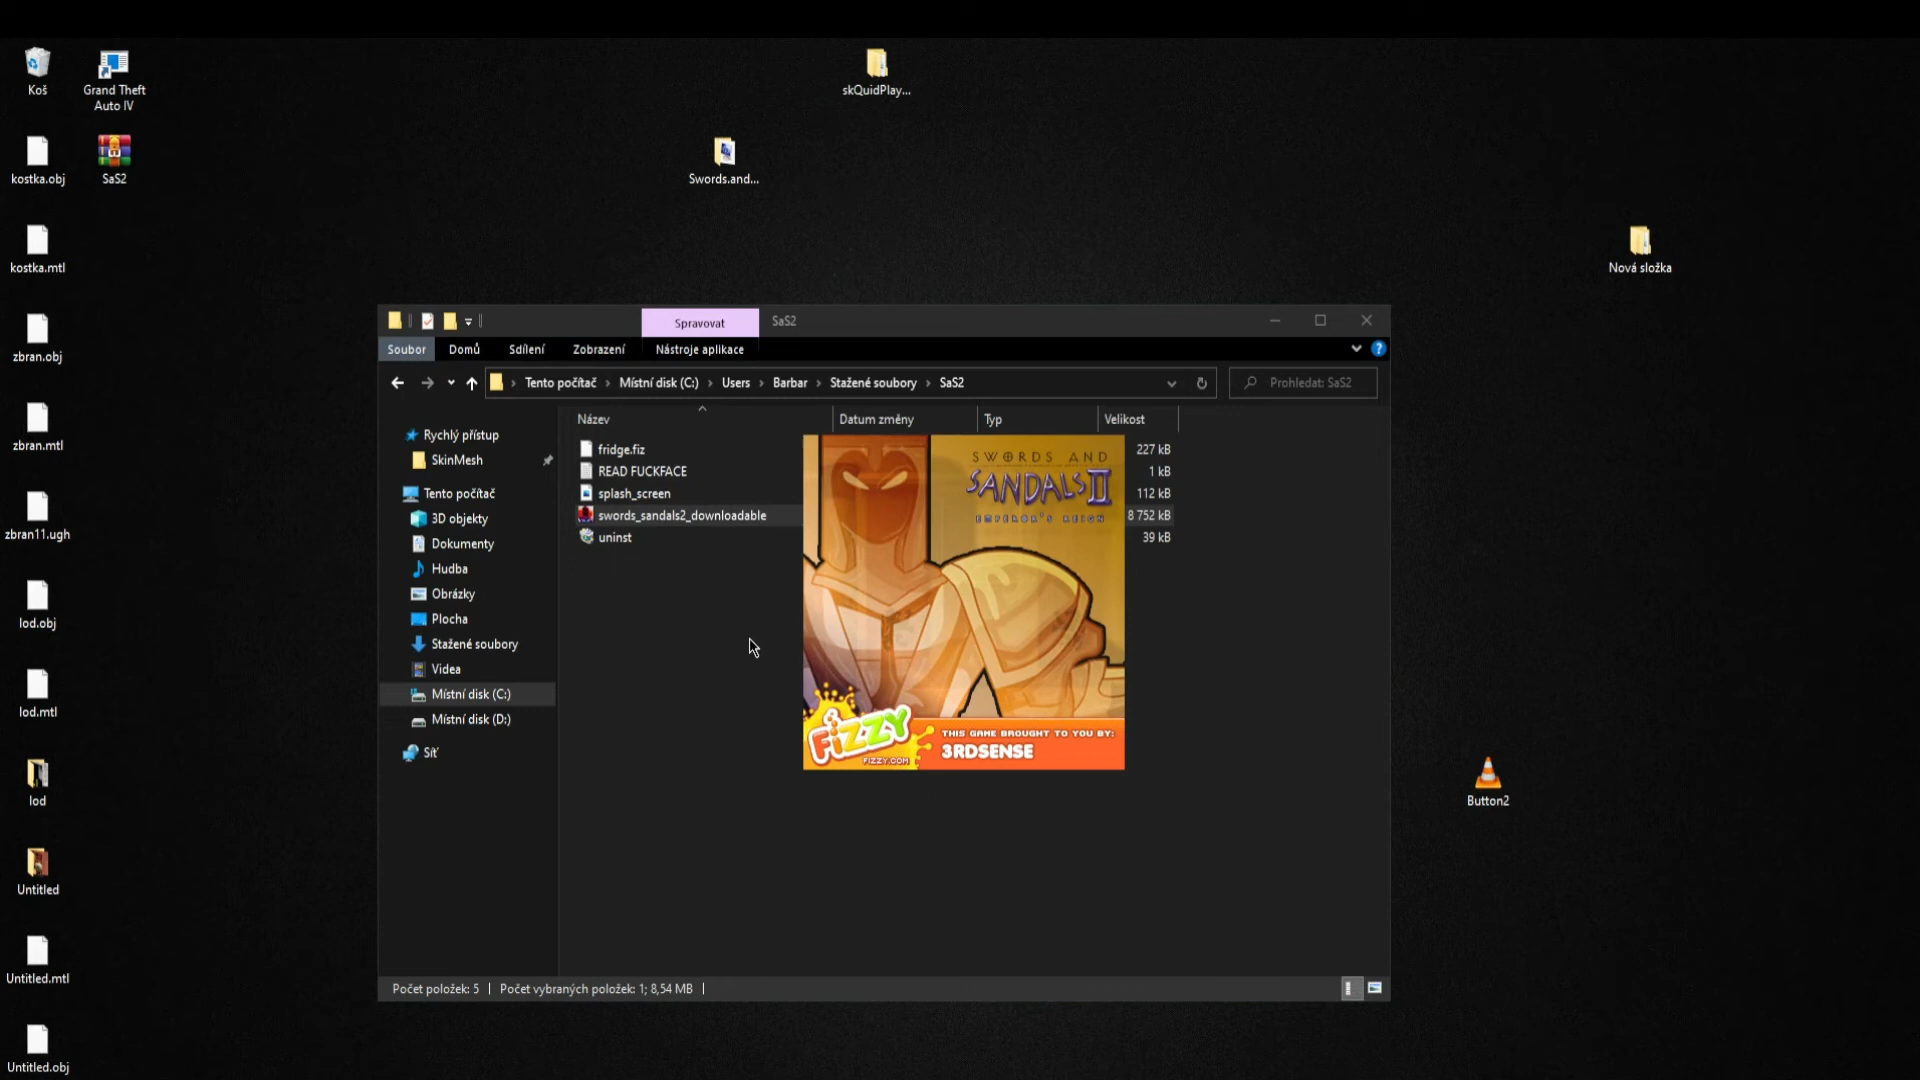 Koš
Grand Theft
Auto IV
skQuidPlay...
kostka.obj
SaS2
Swords.and...
kostka.mtl
Nová složka
zbran.obj
zbran.mtl
zbran11.ugh
lod.obj
lod.mtl
lod
Untitled
Untitled.mtl
Untitled.obj
Button2
Spravovat
SaS2
Soubor
Domů
Sdílení
Zobrazení
Nástroje aplikace
?
Tento počítač › Místní disk (C:) › Users › Barbar › Stažené soubory › SaS2
Prohledat: SaS2
Rychlý přístup
SkinMesh
Tento počítač
3D objekty
Dokumenty
Hudba
Obrázky
Plocha
Stažené soubory
Videa
Místní disk (C:)
Místní disk (D:)
Síť
Název
Datum změny
Typ
Velikost
fridge.fiz
227 kB
READ FUCKFACE
1 kB
splash_screen
112 kB
swords_sandals2_downloadable
8 752 kB
uninst
39 kB
SWORDS AND
SANDALS II
EMPEROR'S REIGN
FIZZY
FIZZY.COM
THIS GAME BROUGHT TO YOU BY:
3RDSENSE
Počet položek: 5
Počet vybraných položek: 1; 8,54 MB